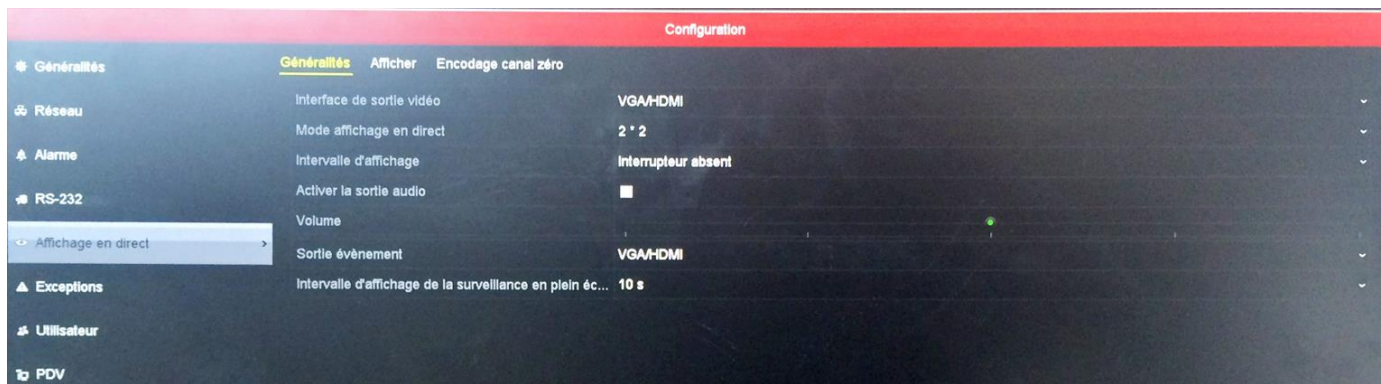 Configuration
Généralités
Réseau
Alarme
RS-232
Affichage en direct
Exceptions
Utilisateur
PDV
Généralités Afficher Encodage canal zéro
Interface de sortie vidéo VGA/HDMI
Mode affichage en direct 2 * 2
Intervalle d'affichage Interrupteur absent
Activer la sortie audio
Volume
Sortie évènement VGA/HDMI
Intervalle d'affichage de la surveillance en plein éc... 10 s